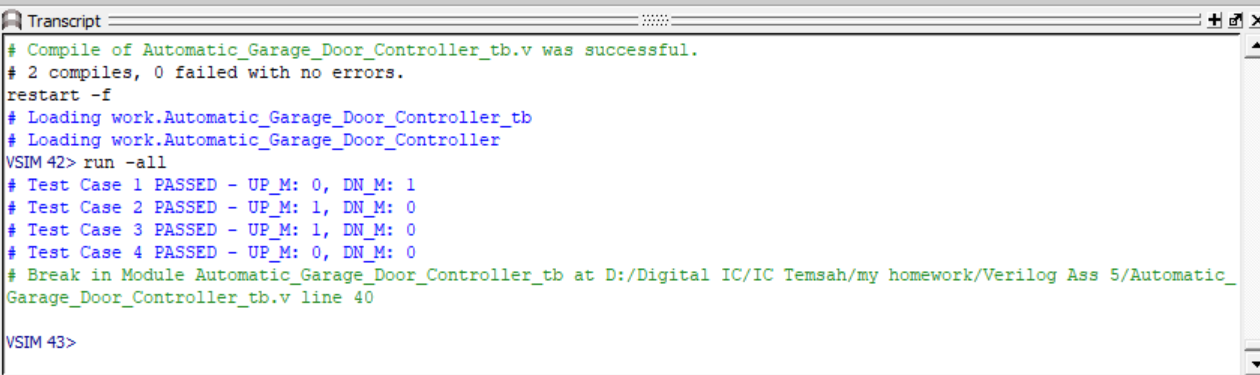 Transcript
# Compile of Automatic_Garage_Door_Controller_tb.v was successful.
# 2 compiles, 0 failed with no errors.
restart -f
# Loading work.Automatic_Garage_Door_Controller_tb
# Loading work.Automatic_Garage_Door_Controller
VSIM 42> run -all
# Test Case 1 PASSED - UP_M: 0, DN_M: 1
# Test Case 2 PASSED - UP_M: 1, DN_M: 0
# Test Case 3 PASSED - UP_M: 1, DN_M: 0
# Test Case 4 PASSED - UP_M: 0, DN_M: 0
# Break in Module Automatic_Garage_Door_Controller_tb at D:/Digital IC/IC Temsah/my homework/Verilog Ass 5/Automatic_
Garage_Door_Controller_tb.v line 40
VSIM 43>